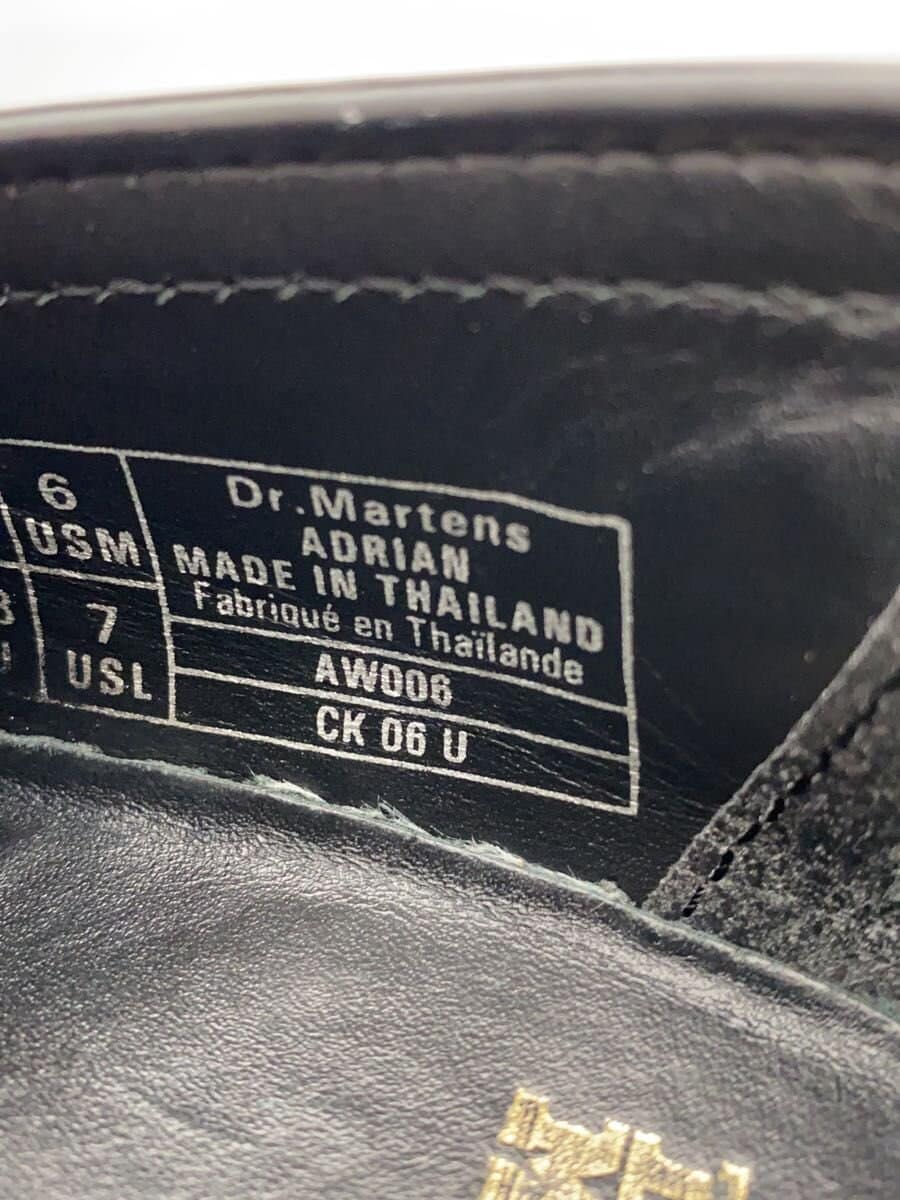 6
USM
7
USL
Dr.Martens
ADRIAN
MADE IN THAILAND
Fabriqué en Thaïlande
AW006
CK 06 U